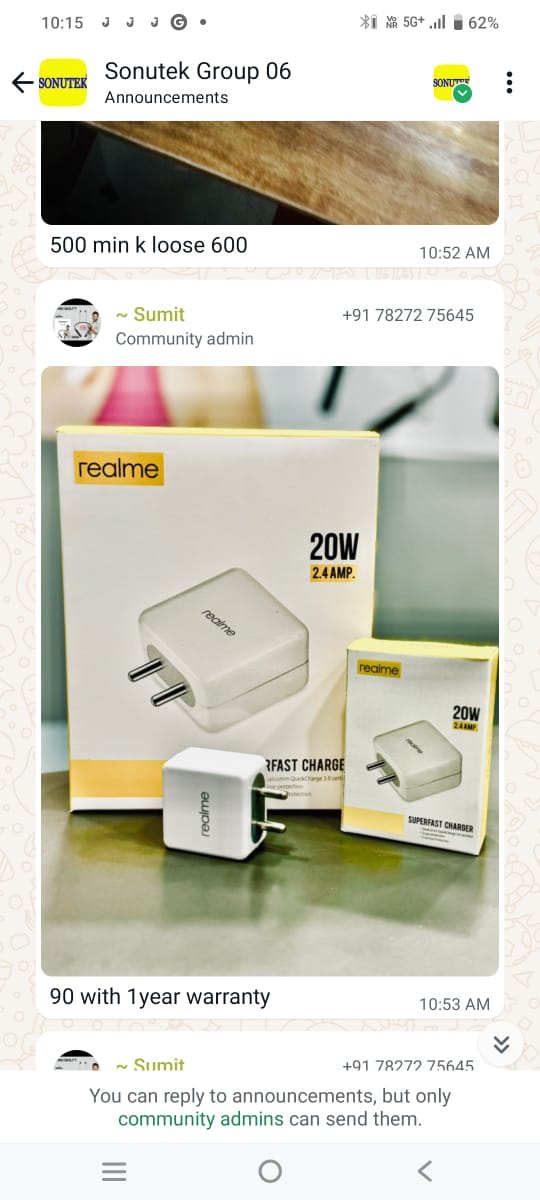 10:15
5G+
62%
SONUTEK
Sonutek Group 06
Announcements
500 min k loose 600
10:52 AM
~ Sumit
+91 78272 75645
Community admin
realme
20W
2.4 AMP.
realme
realme
20W
2.4 AMP.
realme
RFAST CHARGE
realme
SUPERFAST CHARGER
90 with 1year warranty
10:53 AM
~ Sumit
+91 78272 75645
You can reply to announcements, but only
community admins can send them.